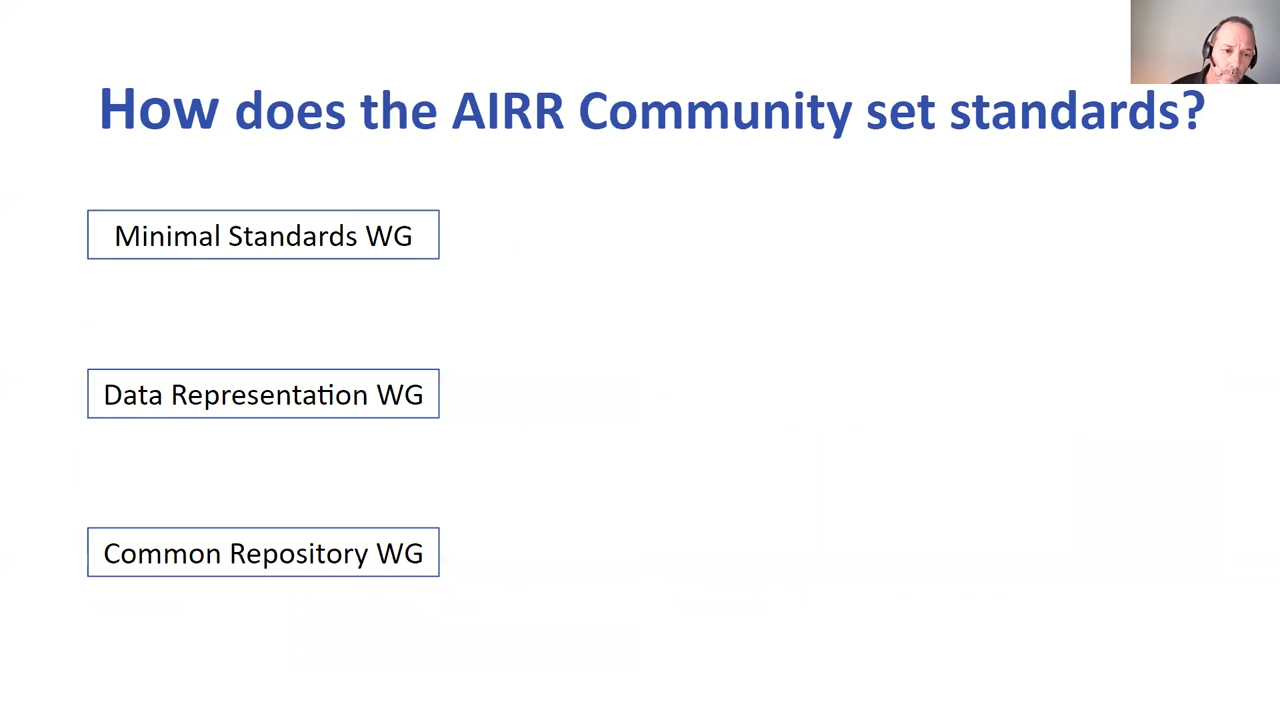 How does the AIRR Community set standards?
Minimal Standards WG
Data Representation WG
Common Repository WG